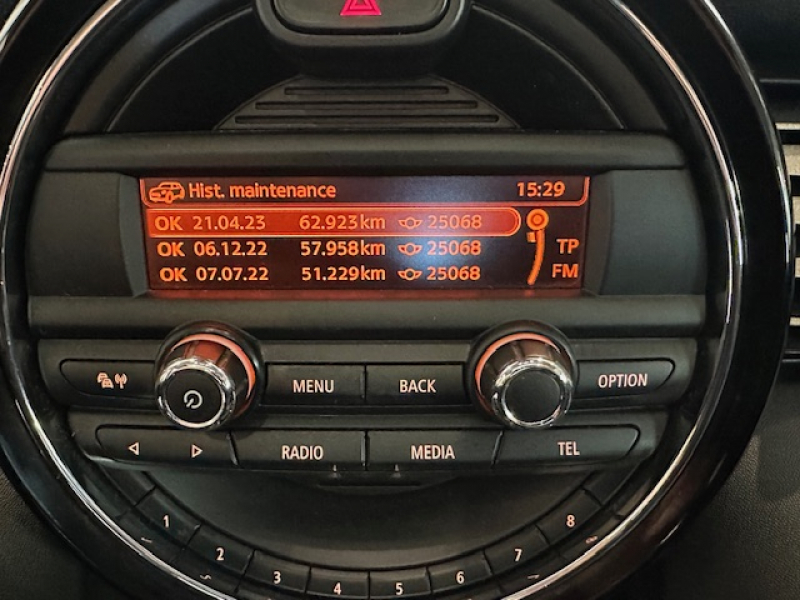 Hist. maintenance 15:29
OK 21.04.23 62.923km 25068
OK 06.12.22 57.958km 25068 TP
OK 07.07.22 51.229km 25068 FM
MENU BACK OPTION
RADIO MEDIA TEL
1 2 3 4 5 6 7 8